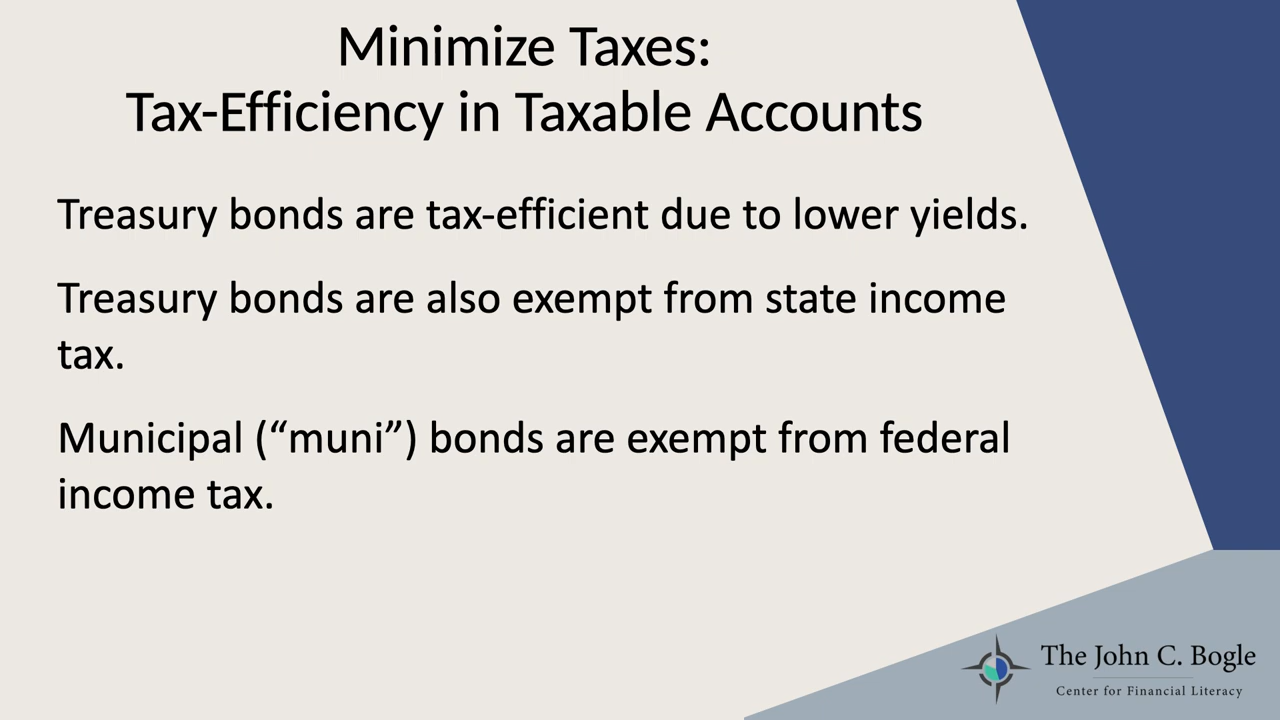 Minimize Taxes:
Tax-Efficiency in Taxable Accounts
Treasury bonds are tax-efficient due to lower yields.
Treasury bonds are also exempt from state income
tax.
Municipal (“muni”) bonds are exempt from federal
income tax.
The John C. Bogle
Center for Financial Literacy